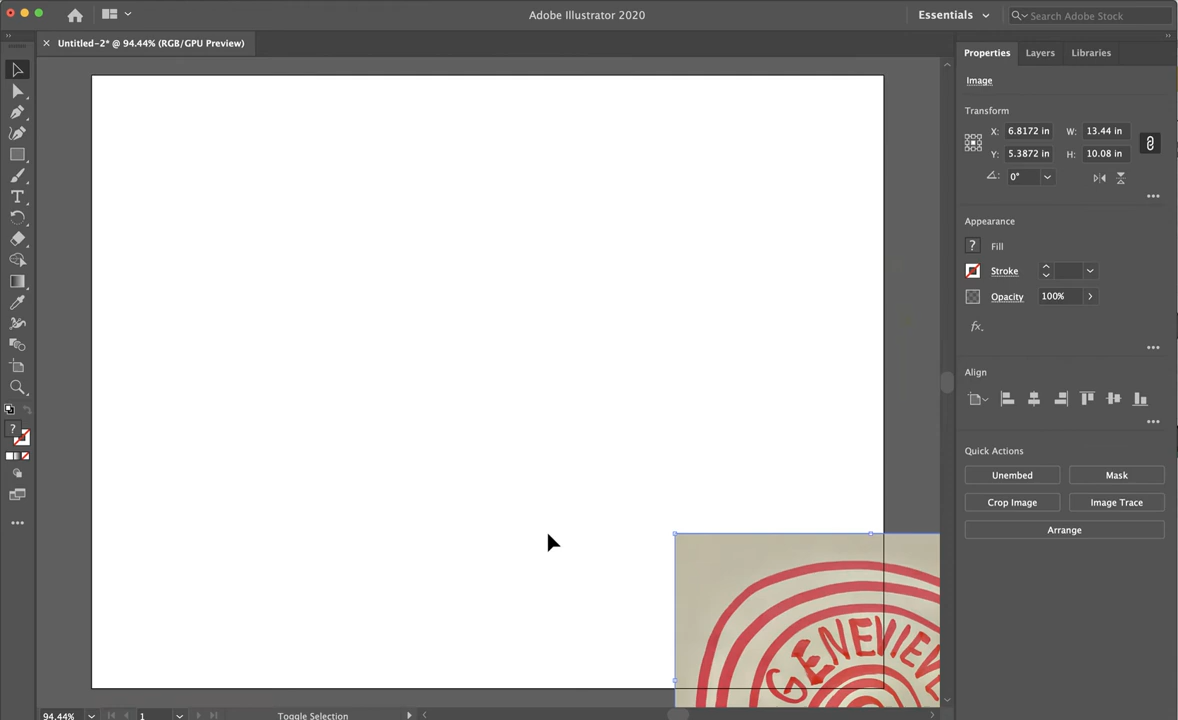 Adobe Illustrator 2020
Essentials
Search Adobe Stock
Untitled-2* @ 94.44% (RGB/GPU Preview)
Properties
Layers
Libraries
Image
Transform
X: 6.8172 in
W: 13.44 in
Y: 5.3872 in
H: 10.08 in
0°
Appearance
? Fill
Stroke
Opacity
100%
fx.
Align
Quick Actions
Unembed
Mask
Crop Image
Image Trace
Arrange
T
?
GENEVIEV
94.44%
1
Toggle Selection